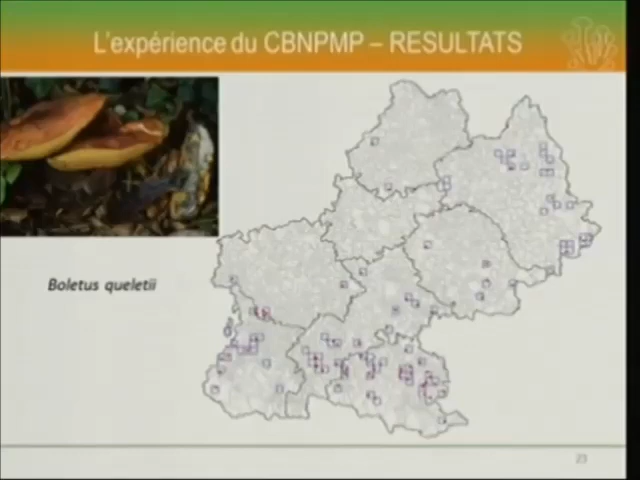 L'expérience du CBNPMP – RESULTATS
Boletus queletii
23